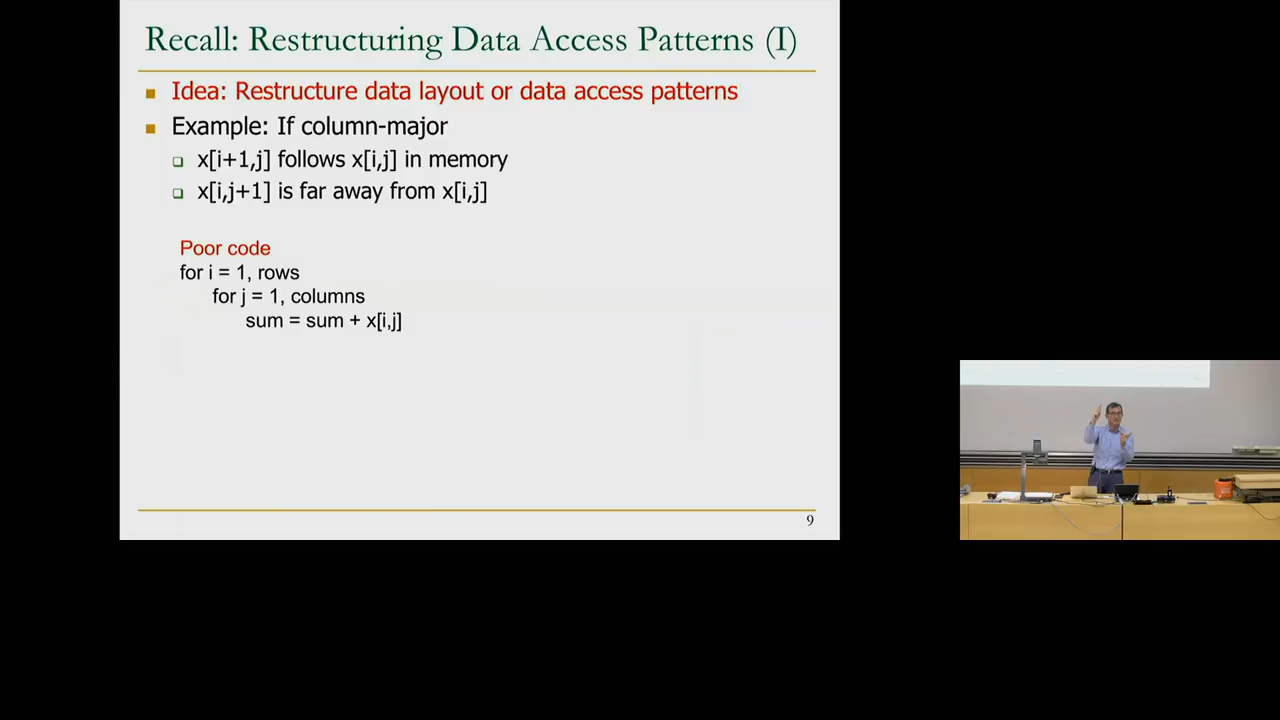 Recall: Restructuring Data Access Patterns (I)
Idea: Restructure data layout or data access patterns
Example: If column-major
x[i+1,j] follows x[i,j] in memory
x[i,j+1] is far away from x[i,j]
Poor code
for i = 1, rows
for j = 1, columns
sum = sum + x[i,j]
9